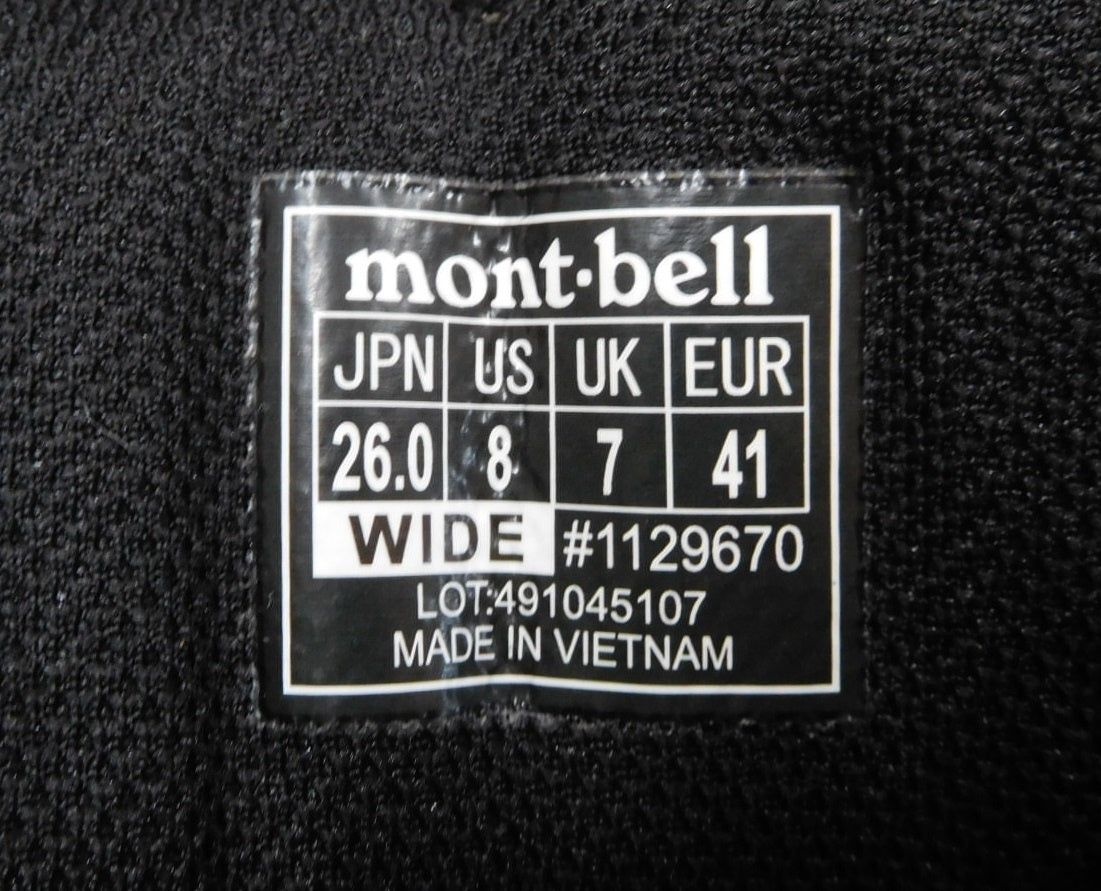 mont·bell
JPN US UK EUR
26.0 8 7 41
WIDE #1129670
LOT:491045107
MADE IN VIETNAM